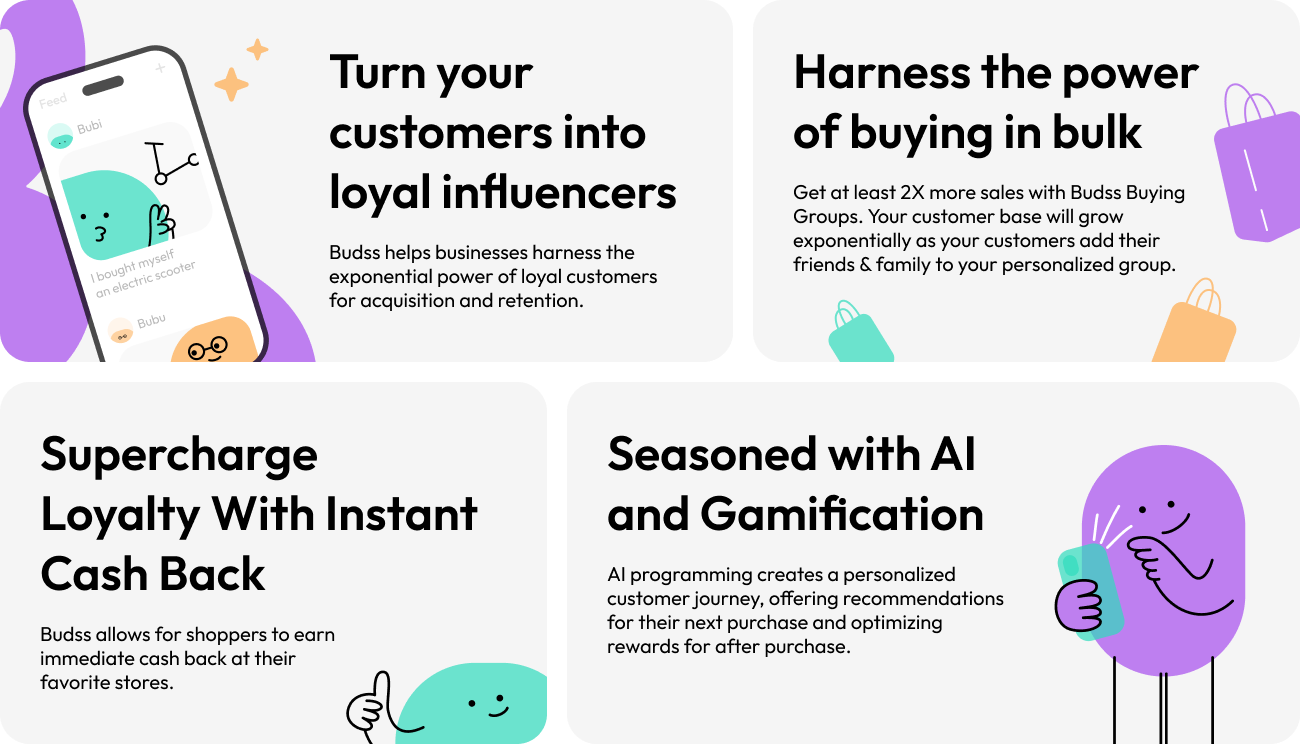 Feed
Bubi
I bought myself
an electric scooter
Bubu
Turn your
customers into
loyal influencers
Budss helps businesses harness the
exponential power of loyal customers
for acquisition and retention.
Harness the power
of buying in bulk
Get at least 2X more sales with Budss Buying
Groups. Your customer base will grow
exponentially as your customers add their
friends & family to your personalized group.
Supercharge
Loyalty With Instant
Cash Back
Budss allows for shoppers to earn
immediate cash back at their
favorite stores.
Seasoned with AI
and Gamification
AI programming creates a personalized
customer journey, offering recommendations
for their next purchase and optimizing
rewards for after purchase.